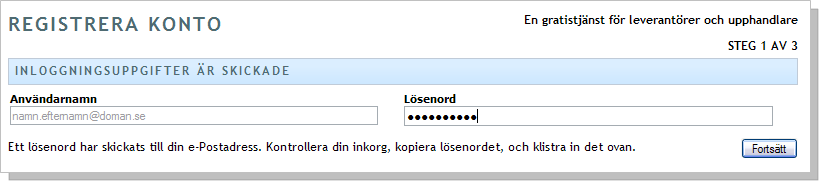 REGISTRERA KONTO
En gratistjänst för leverantörer och upphandlare
STEG 1 AV 3
INLOGGNINGSUPPGIFTER ÄR SKICKADE
Användarnamn Lösenord
namn.efternamn@doman.se ●●●●●●●●●●
Ett lösenord har skickats till din e-Postadress. Kontrollera din inkorg, kopiera lösenordet, och klistra in det ovan. Fortsätt